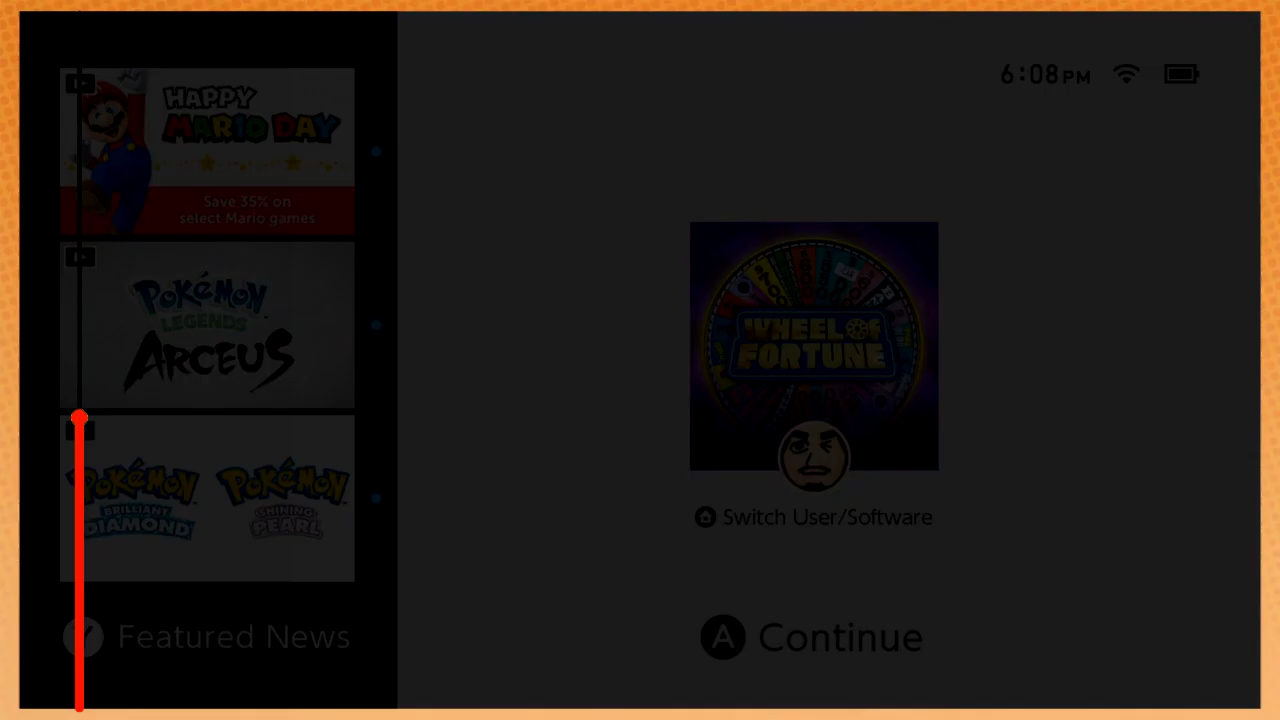 HAPPY
MARIO DAY
Save 35% on
select Mario games
POKéMON
LEGENDS
ARCEUS
POKéMON
BRILLIANT
DIAMOND
POKéMON
SHINING
PEARL
Y Featured News
6:08PM
WHEEL OF
FORTUNE
Switch User/Software
A Continue